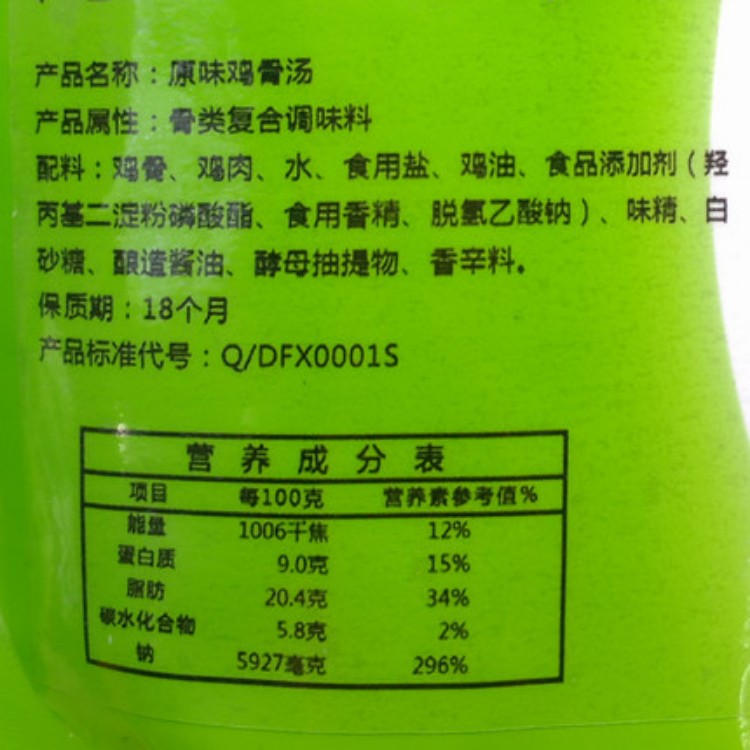 产品名称：原味鸡骨汤
产品属性：骨类复合调味料
配料：鸡骨、鸡肉、水、食用盐、鸡油、食品添加剂（羟
丙基二淀粉磷酸酯、食用香精、脱氢乙酸钠）、味精、白
砂糖、酿造酱油、酵母抽提物、香辛料。
保质期：18个月
产品标准代号：Q/DFX0001S
营养成分表
项目 每100克 营养素参考值%
能量 1006千焦 12%
蛋白质 9.0克 15%
脂肪 20.4克 34%
碳水化合物 5.8克 2%
钠 5927毫克 296%